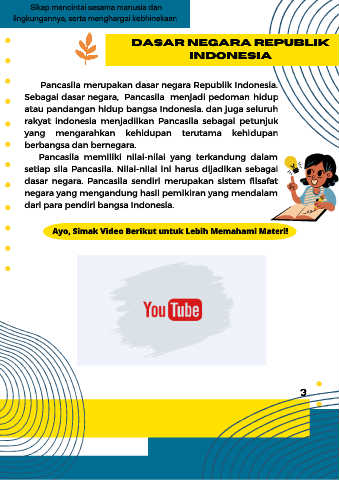 Sikap mencintai sesama manusia dan
lingkungannya, serta menghargai kebhinekaan
DASAR NEGARA REPUBLIK
INDONESIA
Pancasila merupakan dasar negara Republik Indonesia.
Sebagai dasar negara, Pancasila menjadi pedoman hidup
atau pandangan hidup bangsa Indonesia. dan juga seluruh
rakyat indonesia menjadikan Pancasila sebagai petunjuk
yang mengarahkan kehidupan terutama kehidupan
berbangsa dan bernegara.
Pancasila memiliki nilai-nilai yang terkandung dalam
setiap sila Pancasila. Nilai-nilai ini harus dijadikan sebagai
dasar negara. Pancasila sendiri merupakan sistem filsafat
negara yang mengandung hasil pemikiran yang mendalam
dari para pendiri bangsa Indonesia.
Ayo, Simak Video Berikut untuk Lebih Memahami Materi!
YouTube
3